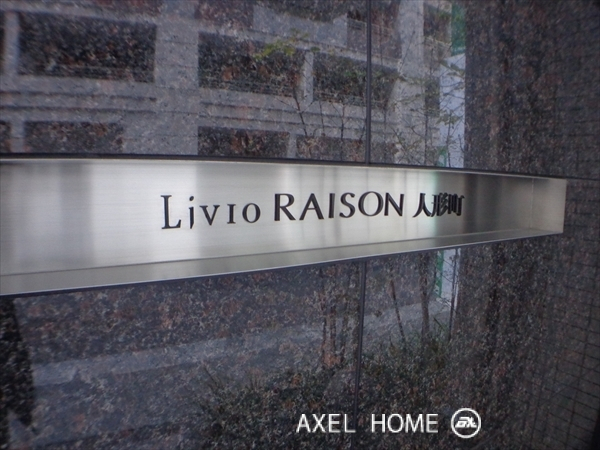 Livio RAISON 人形町
AXEL HOME